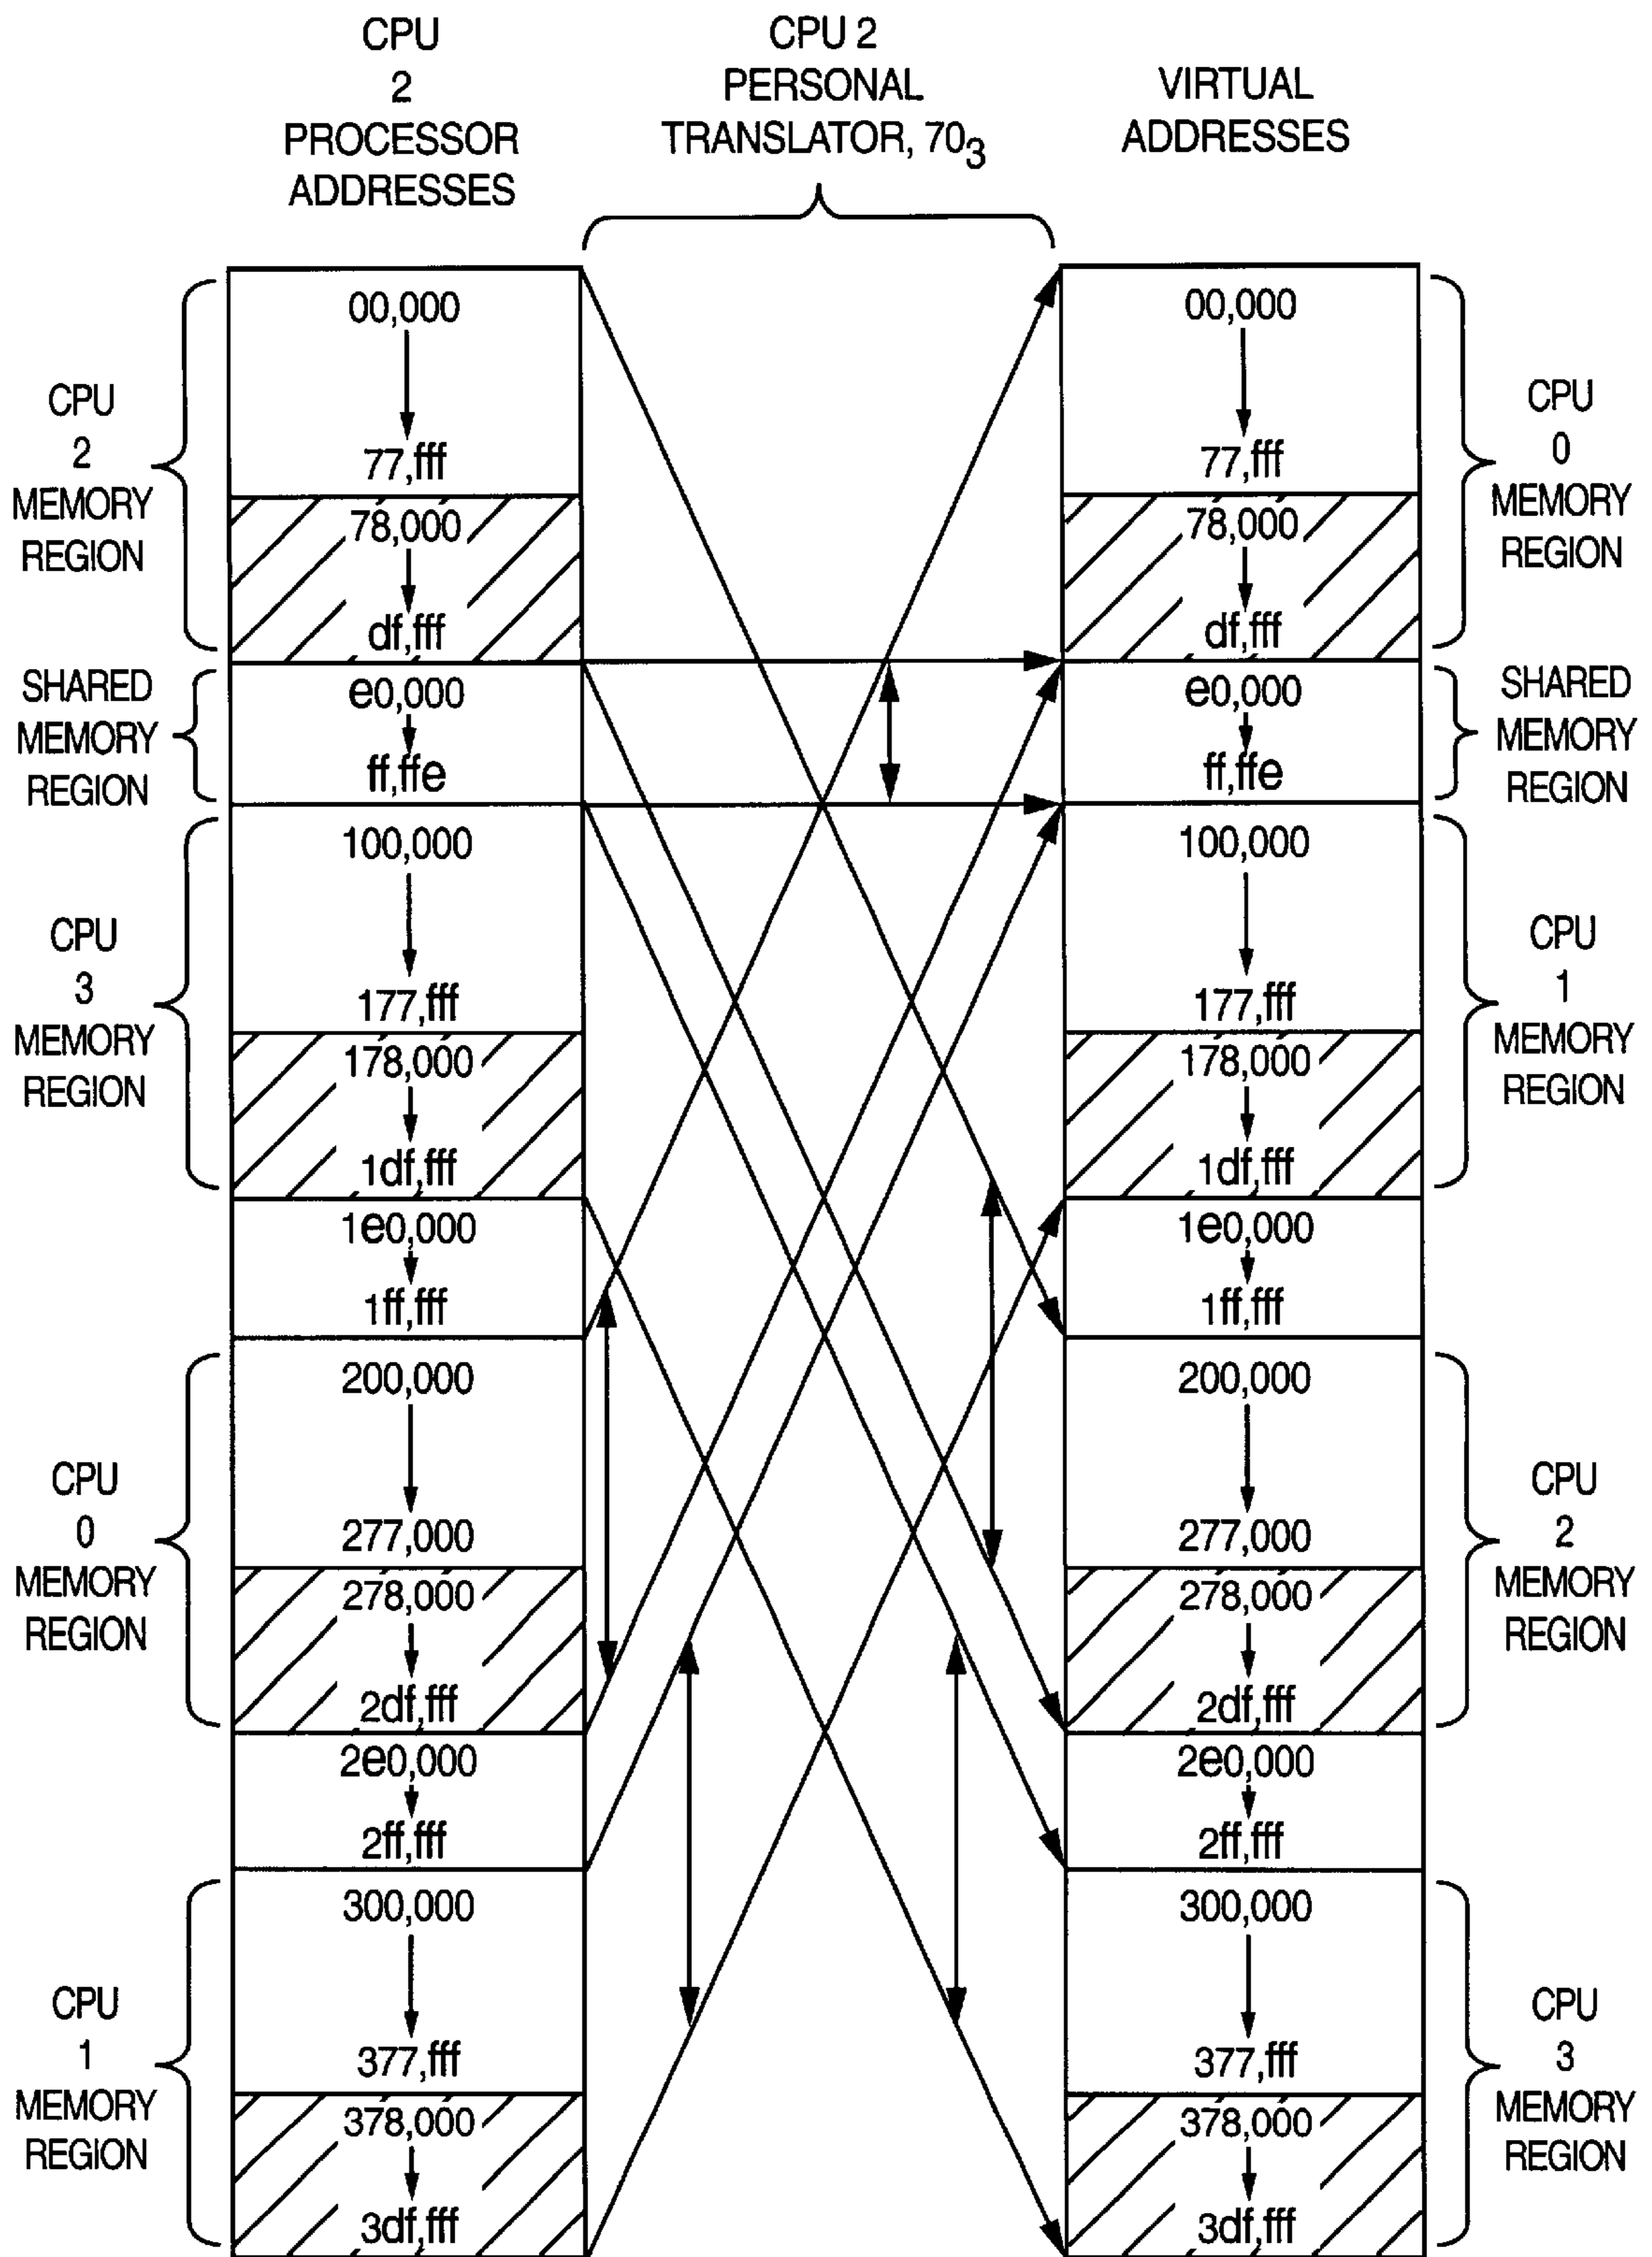 CPU
2
PROCESSOR
ADDRESSES
CPU 2
PERSONAL
TRANSLATOR, 70₃
VIRTUAL
ADDRESSES
CPU
2
MEMORY
REGION
00,000
77,fff
78,000
df,fff
SHARED
MEMORY
REGION
e0,000
ff,ffe
CPU
3
MEMORY
REGION
100,000
177,fff
178,000
1df,fff
1e0,000
1ff,fff
CPU
0
MEMORY
REGION
200,000
277,000
278,000
2df,fff
2e0,000
2ff,fff
CPU
1
MEMORY
REGION
300,000
377,fff
378,000
3df,fff
00,000
77,fff
78,000
df,fff
CPU
0
MEMORY
REGION
e0,000
ff,ffe
SHARED
MEMORY
REGION
100,000
177,fff
178,000
1df,fff
CPU
1
MEMORY
REGION
1e0,000
1ff,fff
200,000
277,000
278,000
2df,fff
CPU
2
MEMORY
REGION
2e0,000
2ff,fff
300,000
377,fff
378,000
3df,fff
CPU
3
MEMORY
REGION